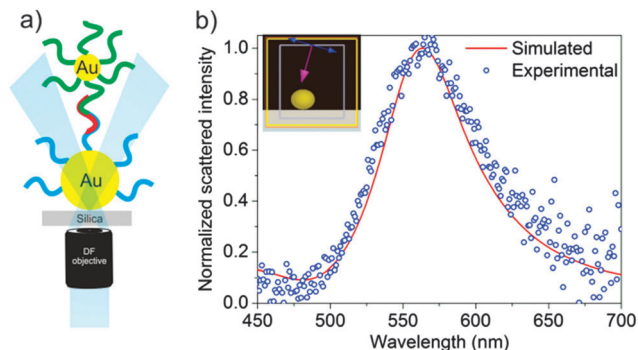 a)
Au
Au
Silica
DF
objective
b)
Normalized scattered intensity
1.0
0.8
0.6
0.4
0.2
0.0
Simulated
Experimental
450
500
550
600
650
700
Wavelength (nm)